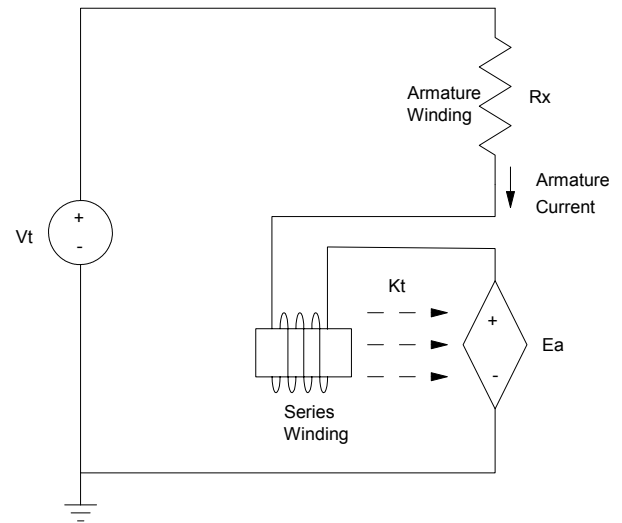 Armature
Winding
Rx
Armature
Current
+
-
Vt
Kt
+
-
Ea
Series
Winding